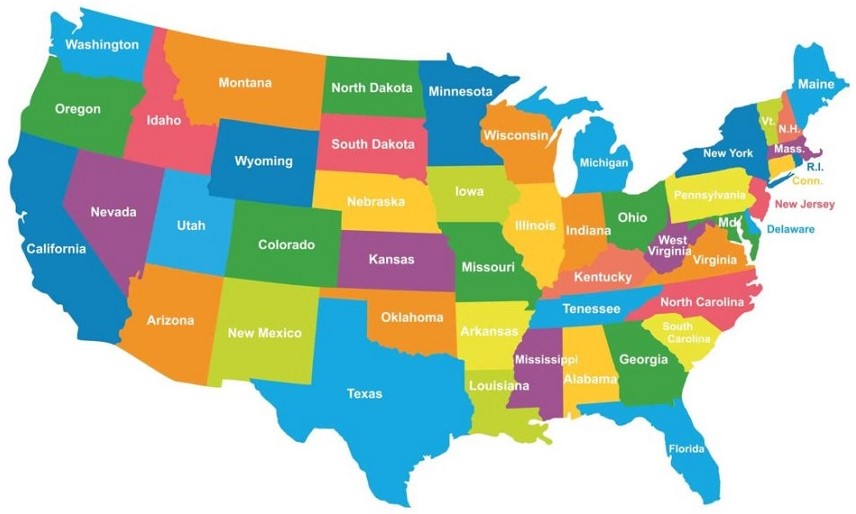 Washington
Montana
North Dakota
Minnesota
Maine
Oregon
Idaho
Wisconsin
Vt.
N.H.
South Dakota
Wyoming
Michigan
New York
Mass.
R.I.
Conn.
Nebraska
Iowa
Pennsylvania
New Jersey
Nevada
Utah
Colorado
Illinois
Indiana
Ohio
Md.
Delaware
California
Kansas
Missouri
West
Virginia
Virginia
Kentucky
Arizona
New Mexico
Oklahoma
Arkansas
Tenessee
North Carolina
South
Carolina
Texas
Louisiana
Mississippi
Alabama
Georgia
Florida